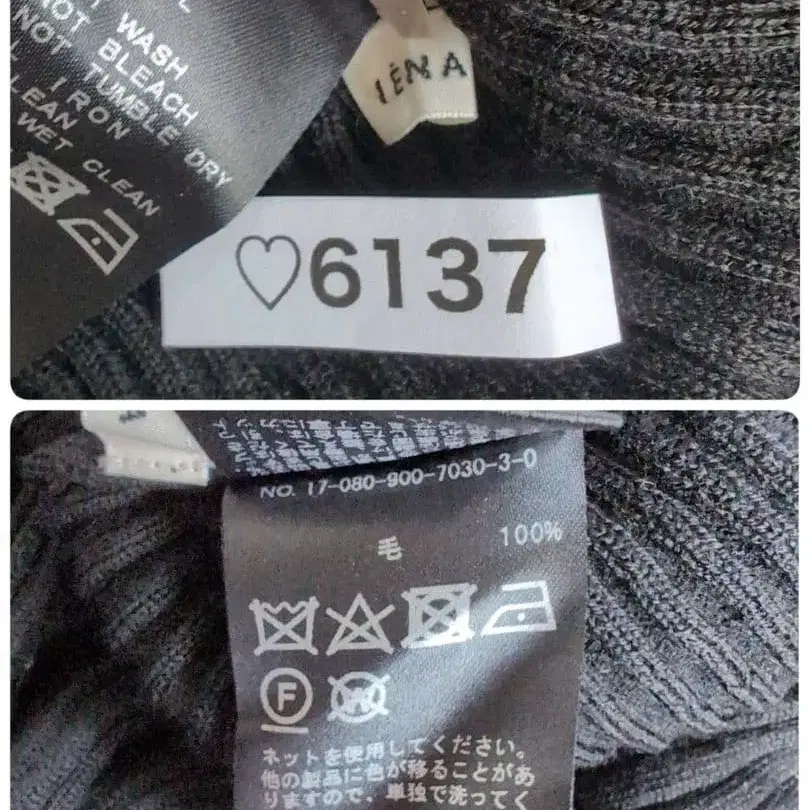 WASH
NOT BLEACH
NOT TUMBLE DRY
IRON
WET CLEAN
IÉNA
♡6137
NO. 17-080-900-7030-3-0
毛 100%
F
W
ネットを使用してください。
他の製品に色が移ることがあ
りますので、単独で洗ってく